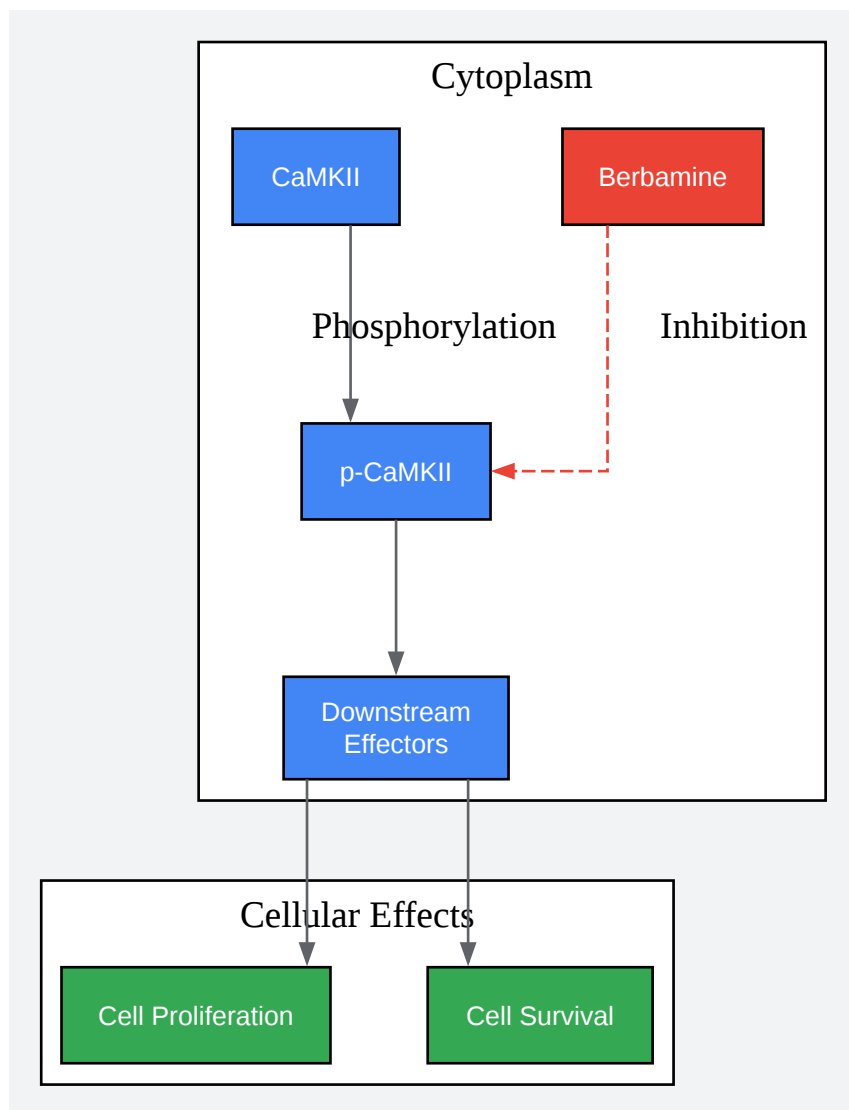 Cytoplasm
CaMKII
Berbamine
Phosphorylation
Inhibition
p-CaMKII
Downstream
Effectors
Cellular Effects
Cell Proliferation
Cell Survival